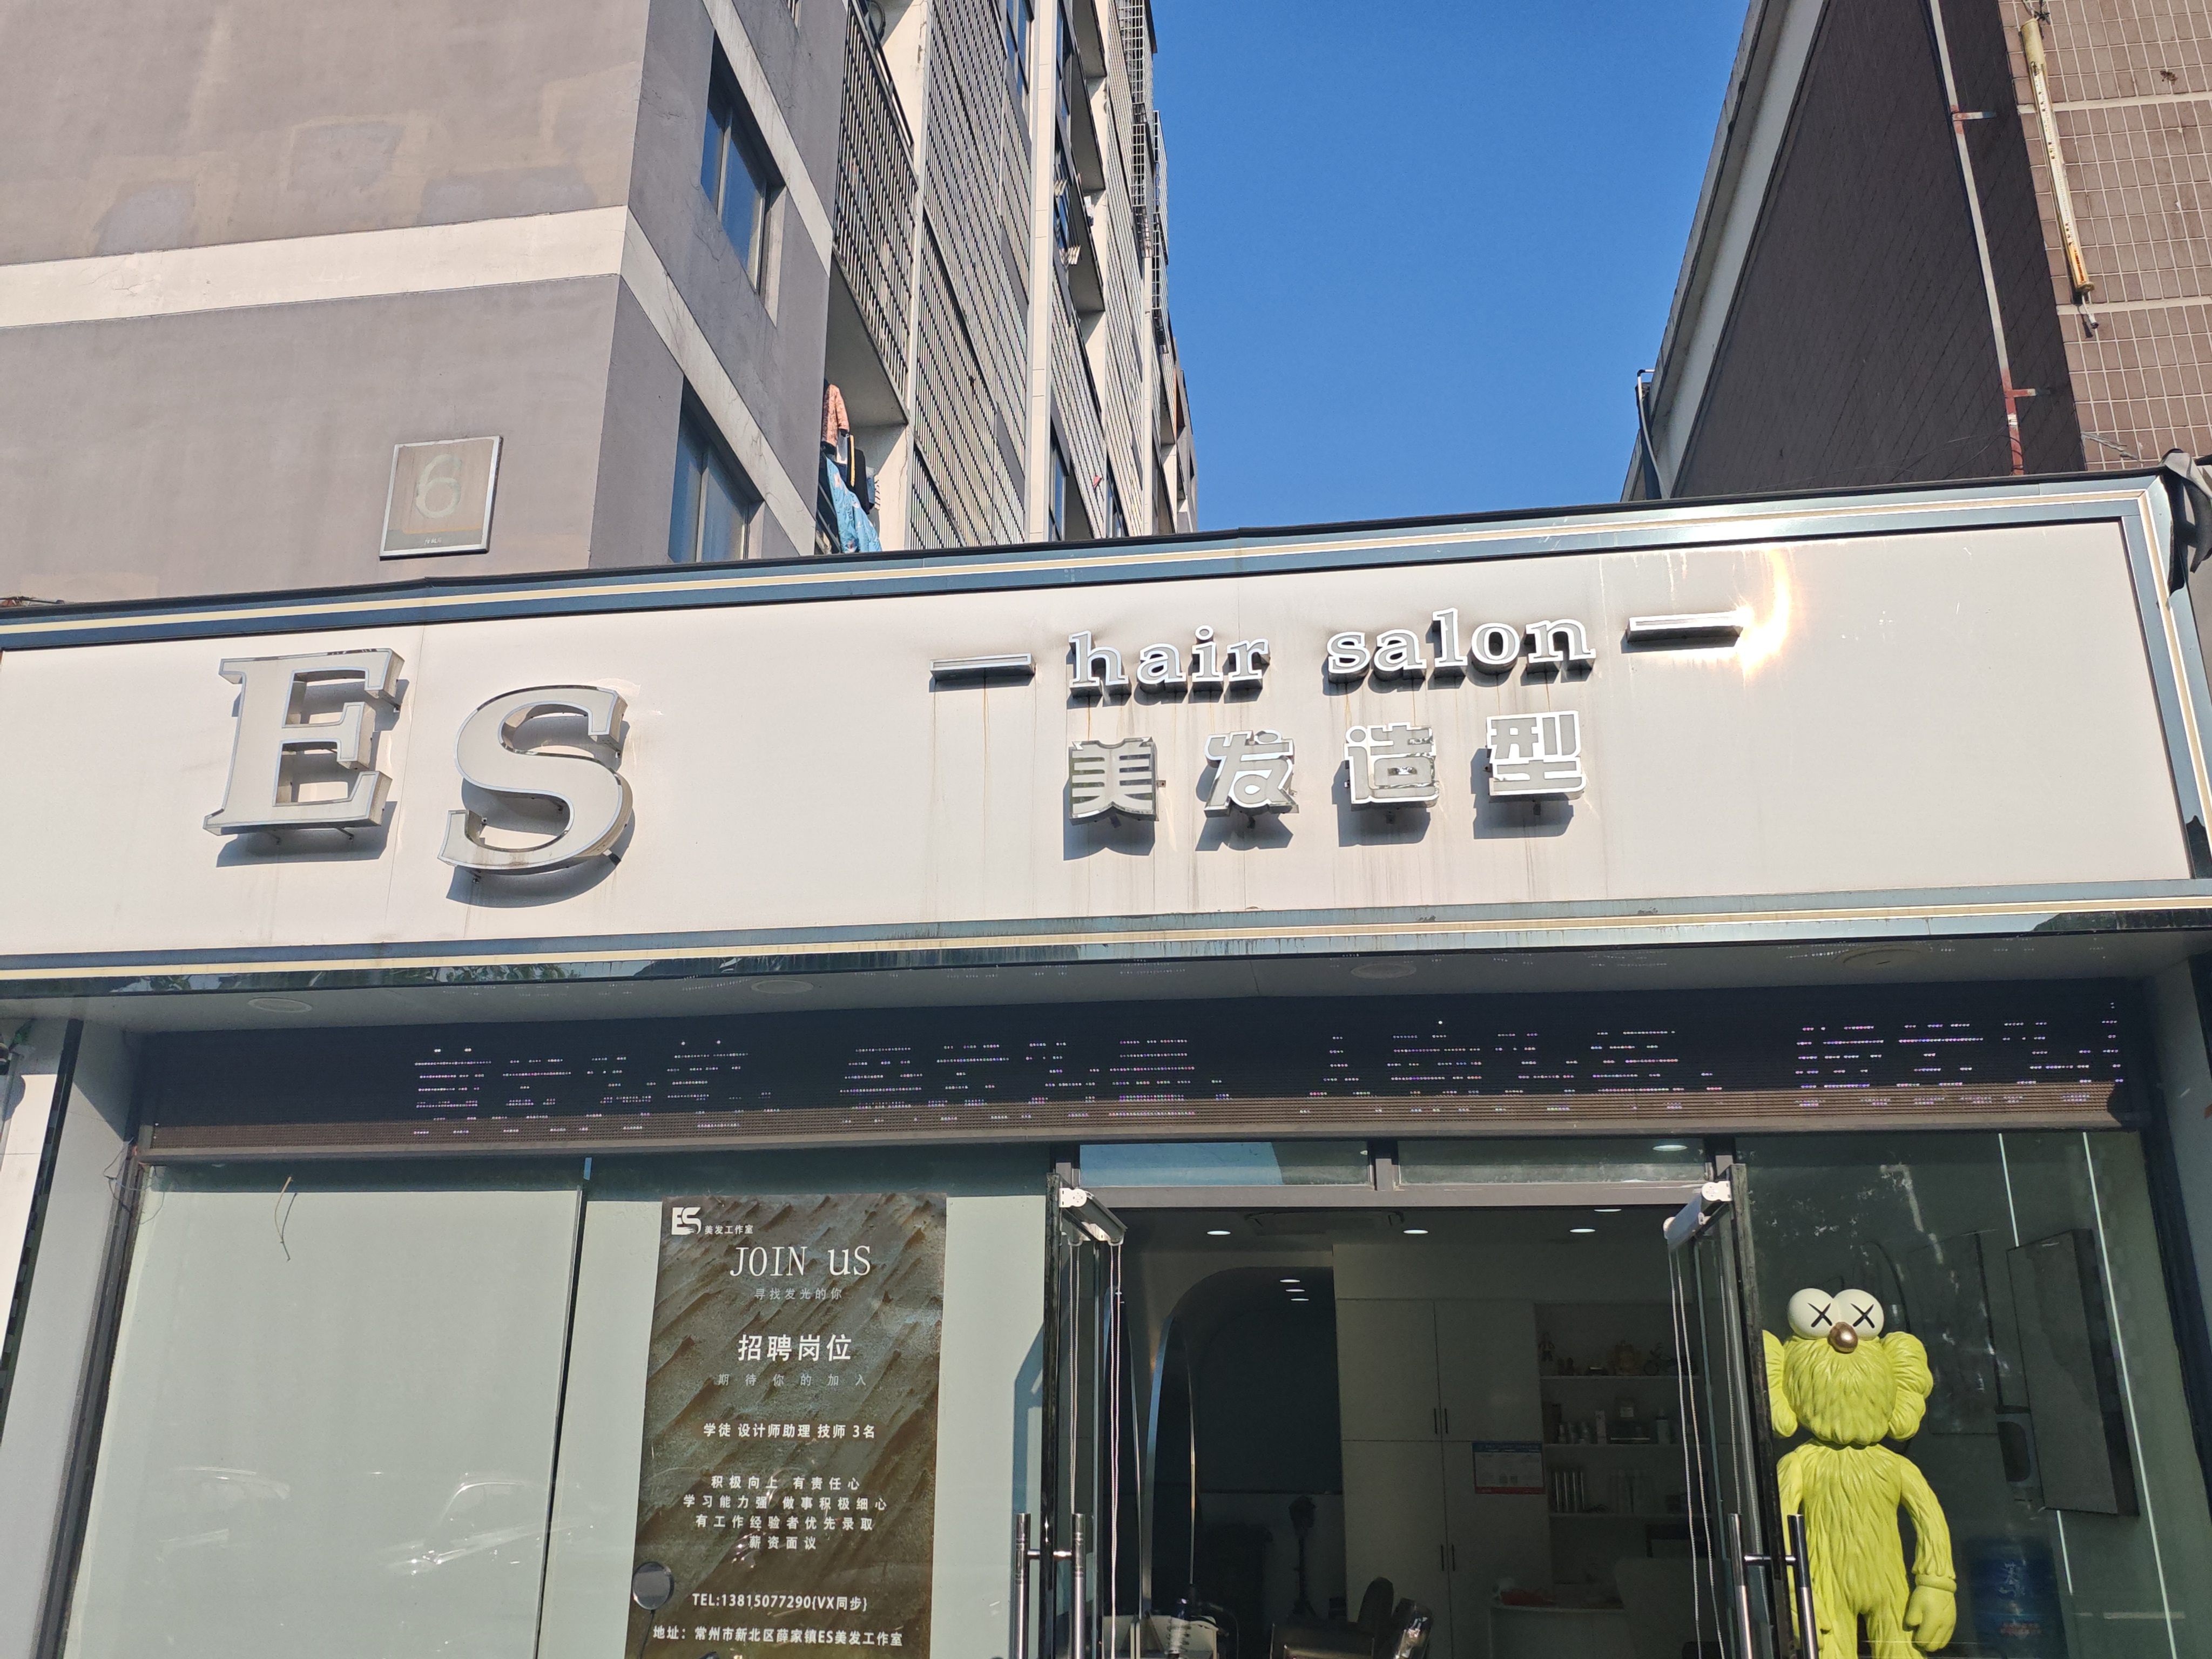 6
ES
hair salon
美发造型
ES美发工作室
JOIN US
寻找发光的你
招聘岗位
期待你的加入
学徒 设计师助理 技师 3名
积极向上 有责任心
学习能力强 做事积极细心
有工作经验者优先录取
薪资面议
TEL:13815077290(VX同步)
地址：常州市新北区薛家镇ES美发工作室